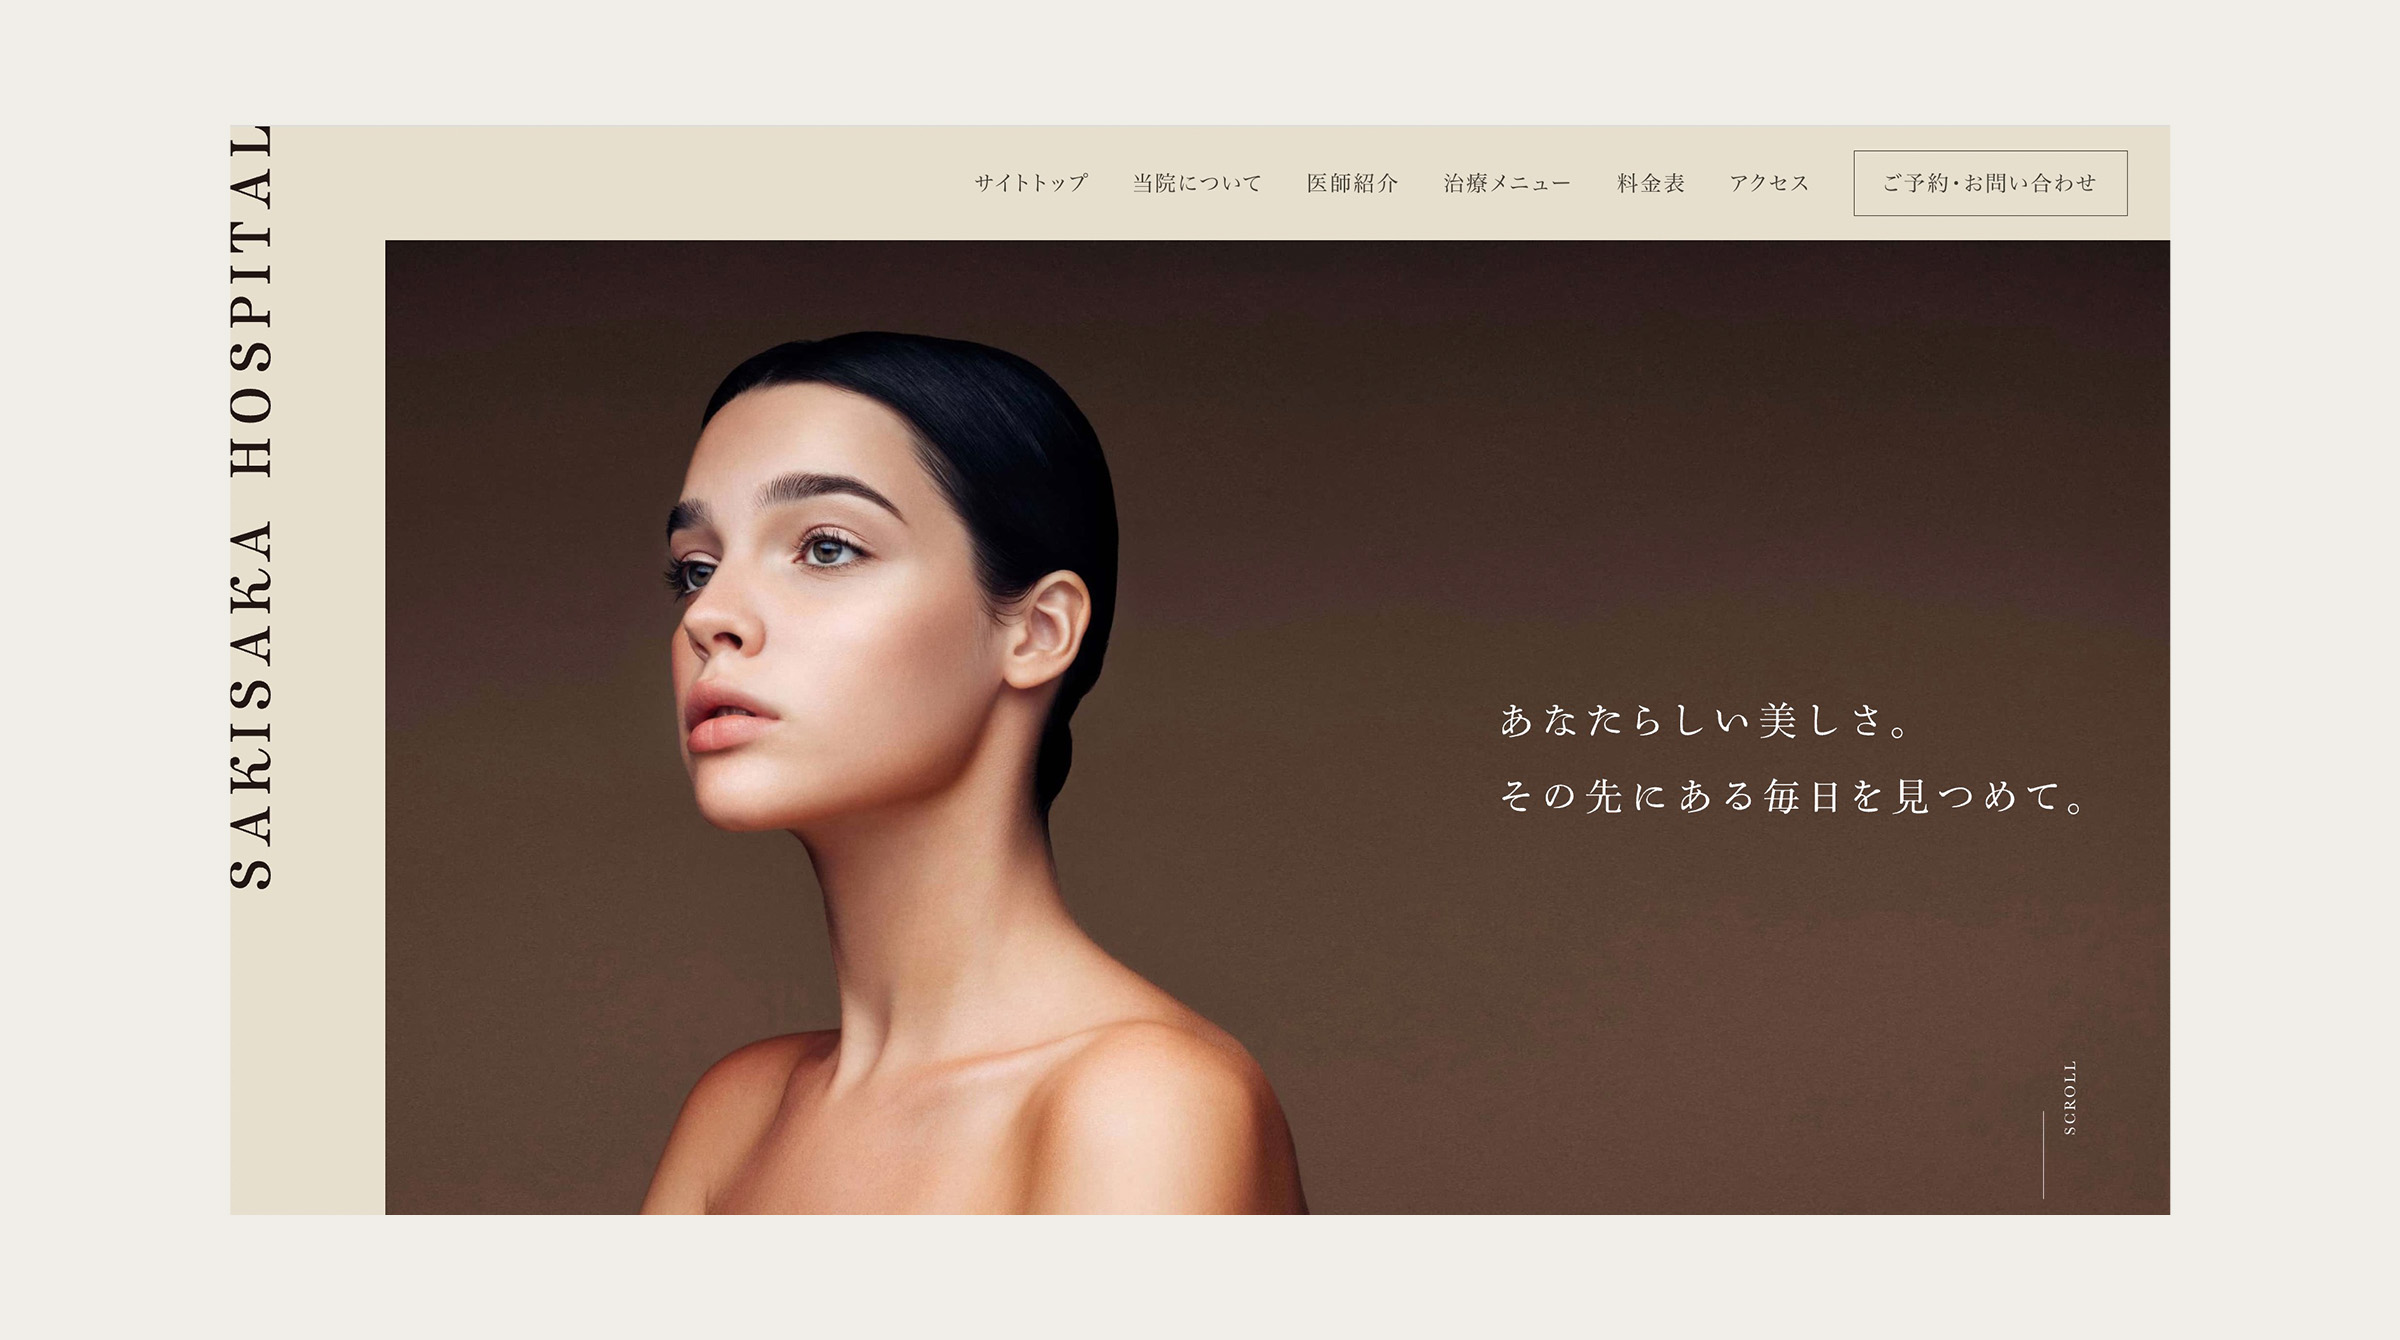 SAKISAKA HOSPITAL
サイトトップ
当院について
医師紹介
治療メニュー
料金表
アクセス
ご予約・お問い合わせ
あなたらしい美しさ。
その先にある毎日を見つめて。
SCROLL